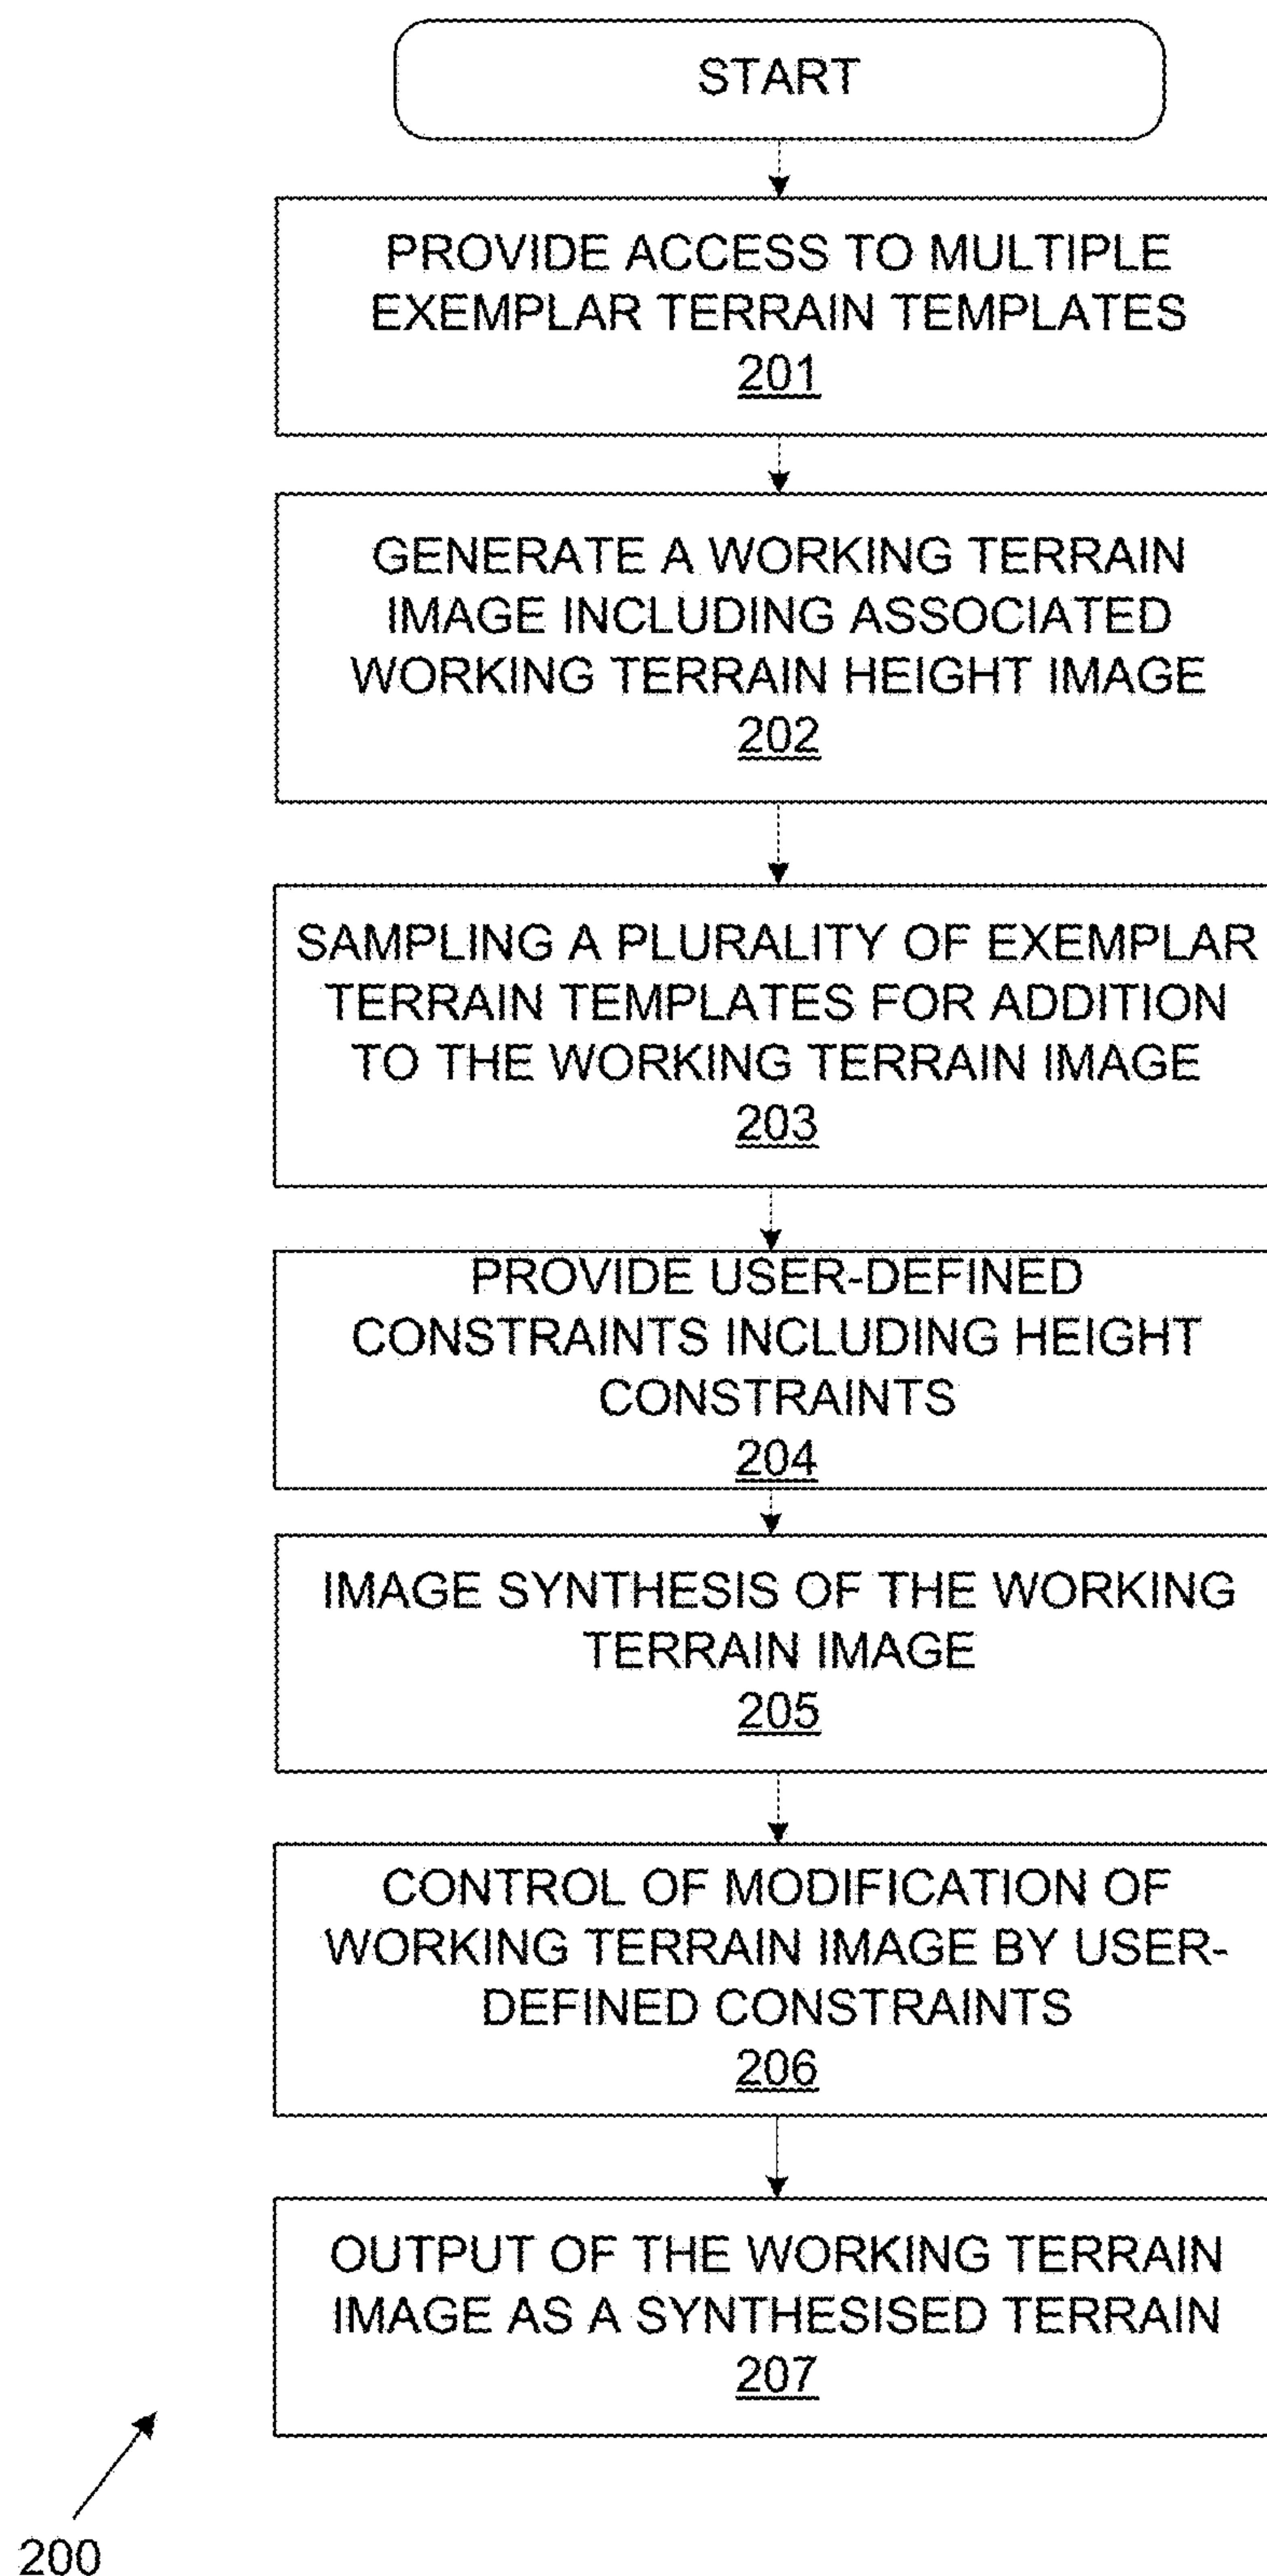 START
PROVIDE ACCESS TO MULTIPLE
EXEMPLAR TERRAIN TEMPLATES
201
GENERATE A WORKING TERRAIN
IMAGE INCLUDING ASSOCIATED
WORKING TERRAIN HEIGHT IMAGE
202
SAMPLING A PLURALITY OF EXEMPLAR
TERRAIN TEMPLATES FOR ADDITION
TO THE WORKING TERRAIN IMAGE
203
PROVIDE USER-DEFINED
CONSTRAINTS INCLUDING HEIGHT
CONSTRAINTS
204
IMAGE SYNTHESIS OF THE WORKING
TERRAIN IMAGE
205
CONTROL OF MODIFICATION OF
WORKING TERRAIN IMAGE BY USER-
DEFINED CONSTRAINTS
206
OUTPUT OF THE WORKING TERRAIN
IMAGE AS A SYNTHESISED TERRAIN
207
200